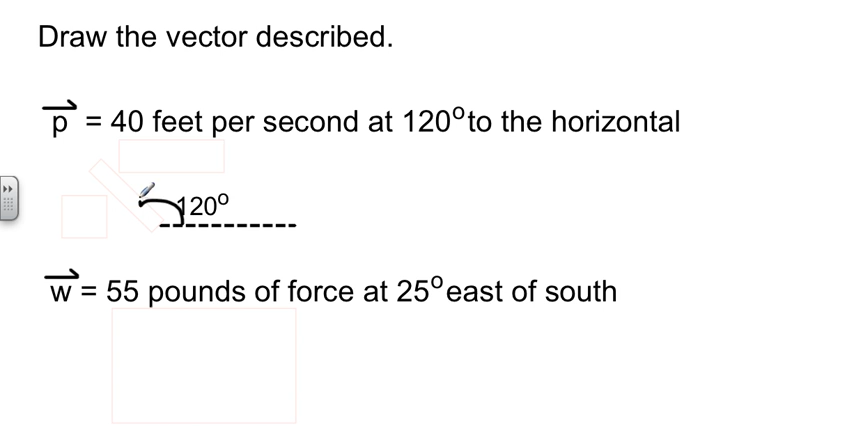 Draw the vector described.
p = 40 feet per second at 120° to the horizontal
120°
w = 55 pounds of force at 25° east of south